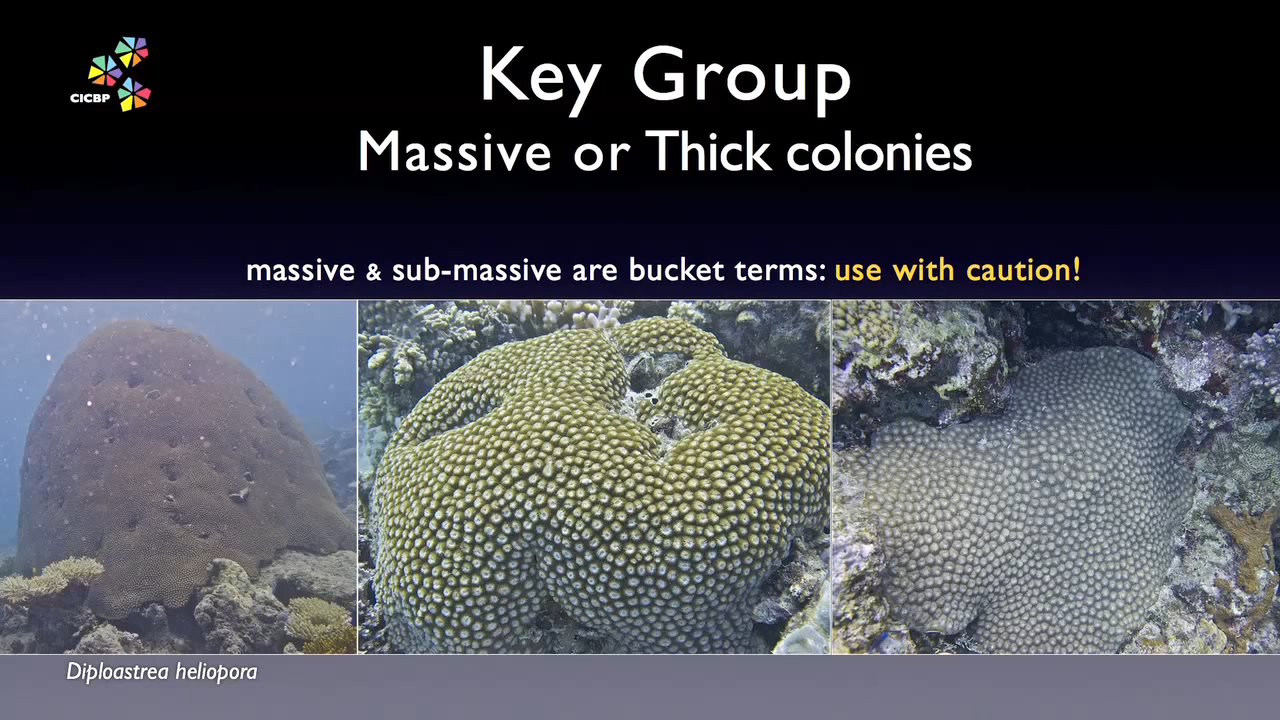 CICBP
Key Group
Massive or Thick colonies
massive & sub-massive are bucket terms: use with caution!
Diploastrea heliopora